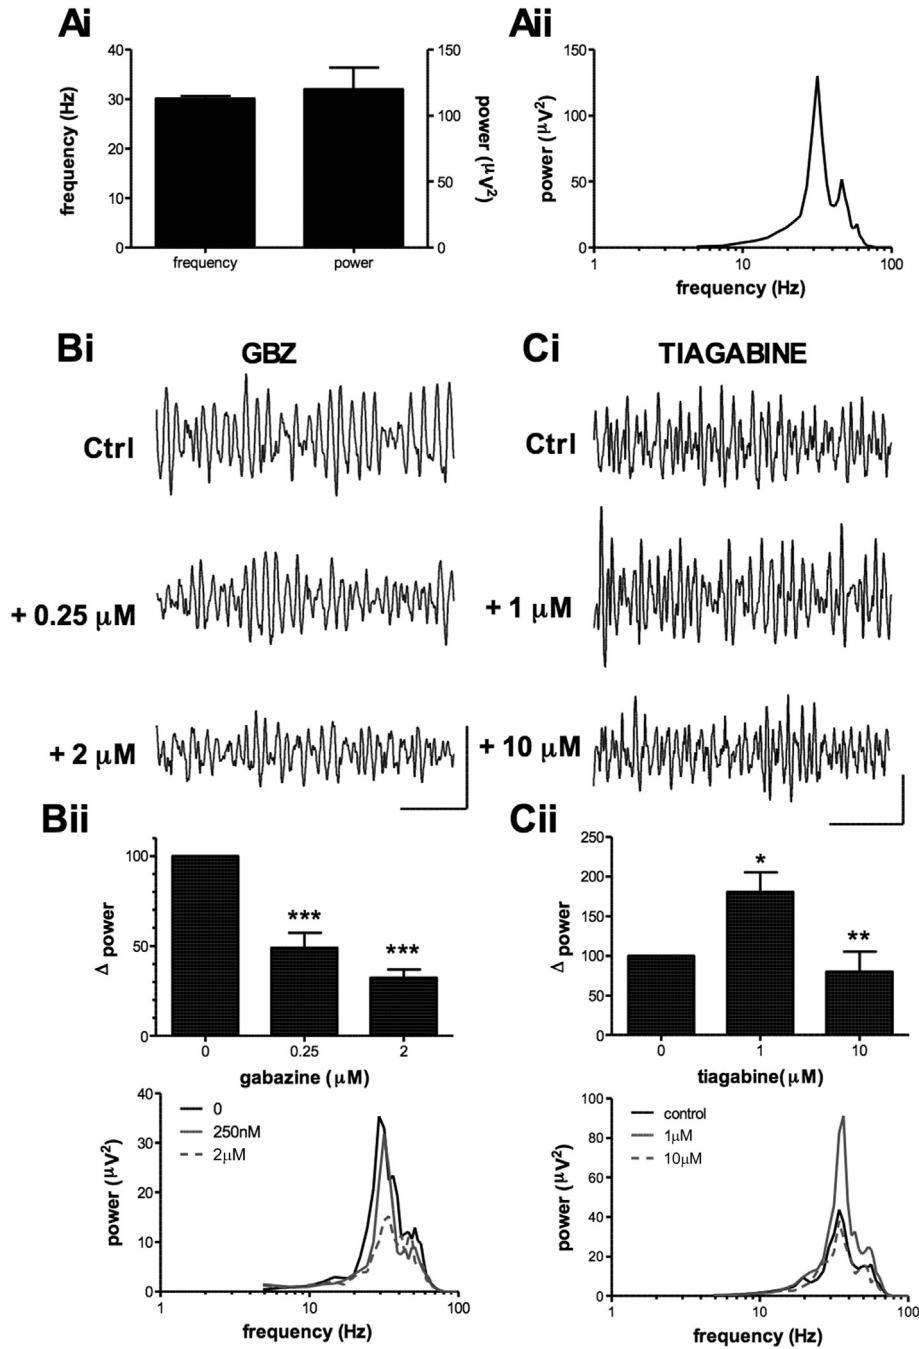 Ai
Aii
40
30
20
10
0
frequency (Hz)
150
100
50
0
power (μV2)
frequency
power
150
100
50
0
power (μV2)
1
10
100
frequency (Hz)
Bi
GBZ
Ctrl
+ 0.25 μM
+ 2 μM
Ci
TIAGABINE
Ctrl
+ 1 μM
+ 10 μM
Bii
100
50
0
Δ power
***
***
0
0.25
2
gabazine (μM)
Cii
250
200
150
100
50
0
Δ power
*
**
0
1
10
tiagabine(μM)
40
30
20
10
0
power (μV2)
0
250nM
2μM
1
10
100
frequency (Hz)
100
80
60
40
20
0
power (μV2)
control
1μM
10μM
1
10
100
frequency (Hz)